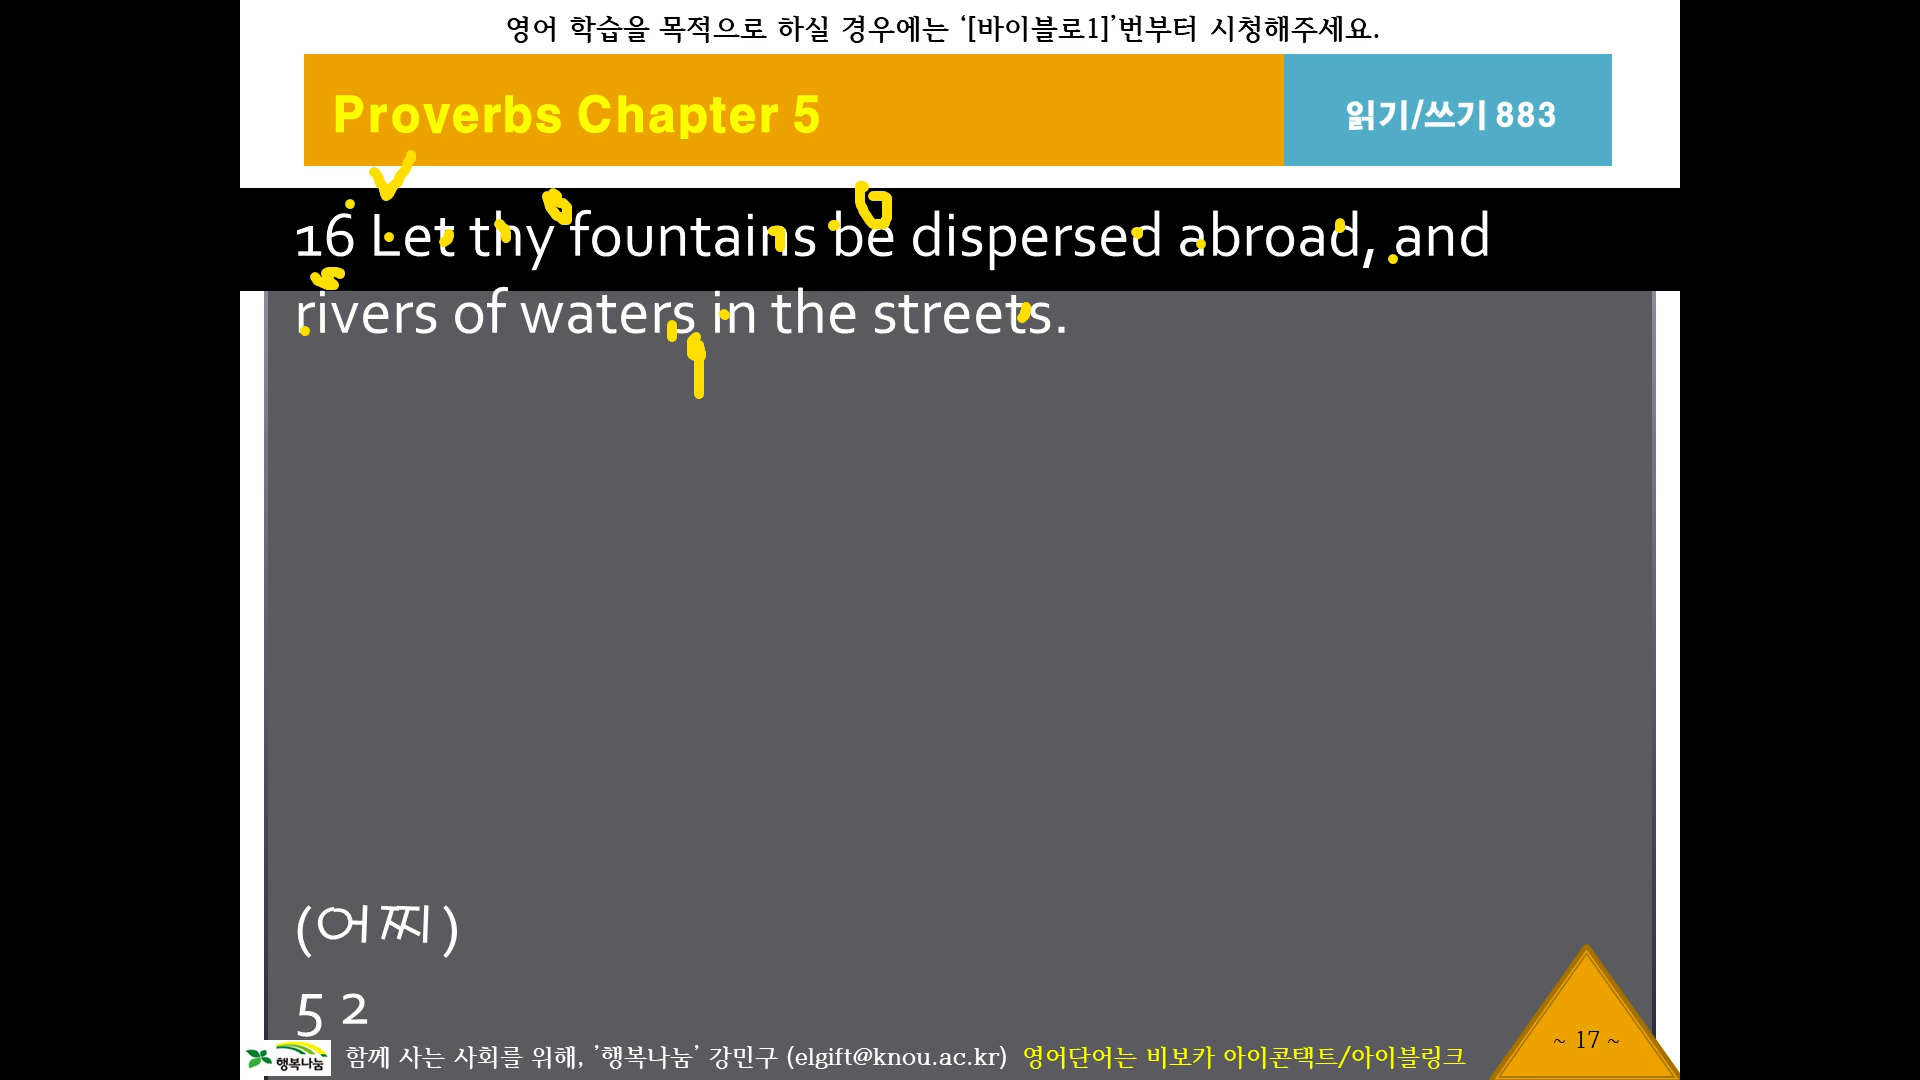 영어 학습을 목적으로 하실 경우에는 ‘[바이블로1]’번부터 시청해주세요.
Proverbs Chapter 5
읽기/쓰기 883
16 Let thy fountains be dispersed abroad, and
rivers of waters in the streets.
(어찌)
5 2
~ 17 ~
행복나눔
함께 사는 사회를 위해, ’행복나눔’ 강민구 (elgift@knou.ac.kr) 영어단어는 비보카 아이콘택트/아이블링크